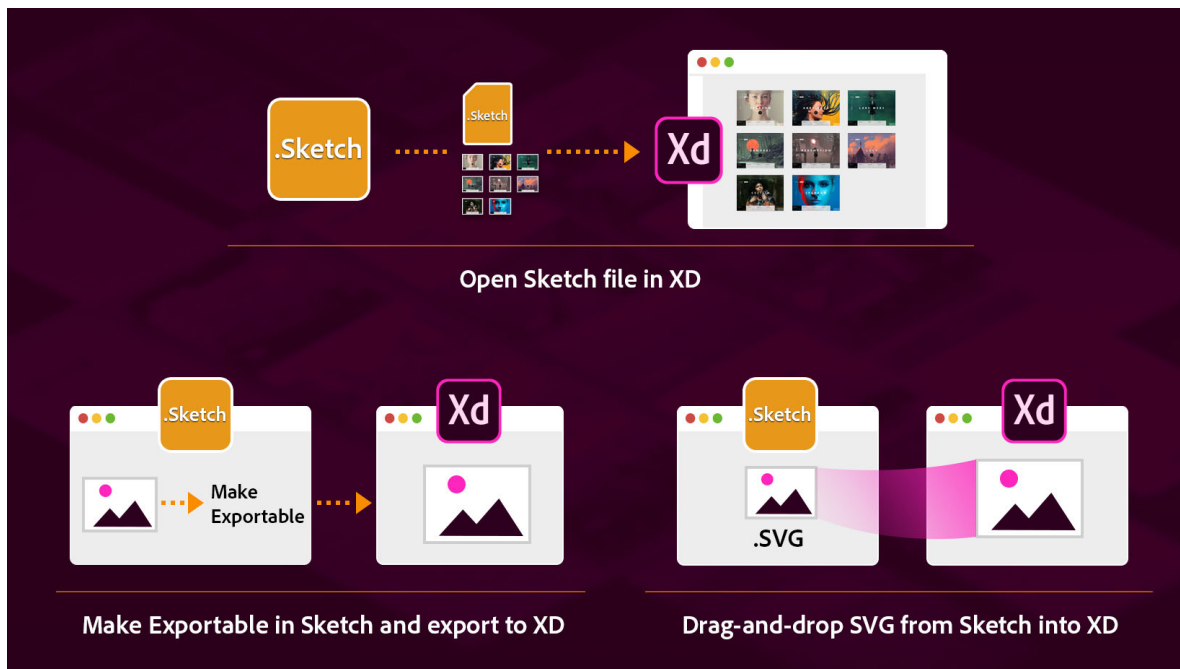 .Sketch
.Sketch
Xd
Open Sketch file in XD
.Sketch
Xd
Make
Exportable
Make Exportable in Sketch and export to XD
.Sketch
Xd
.SVG
Drag-and-drop SVG from Sketch into XD